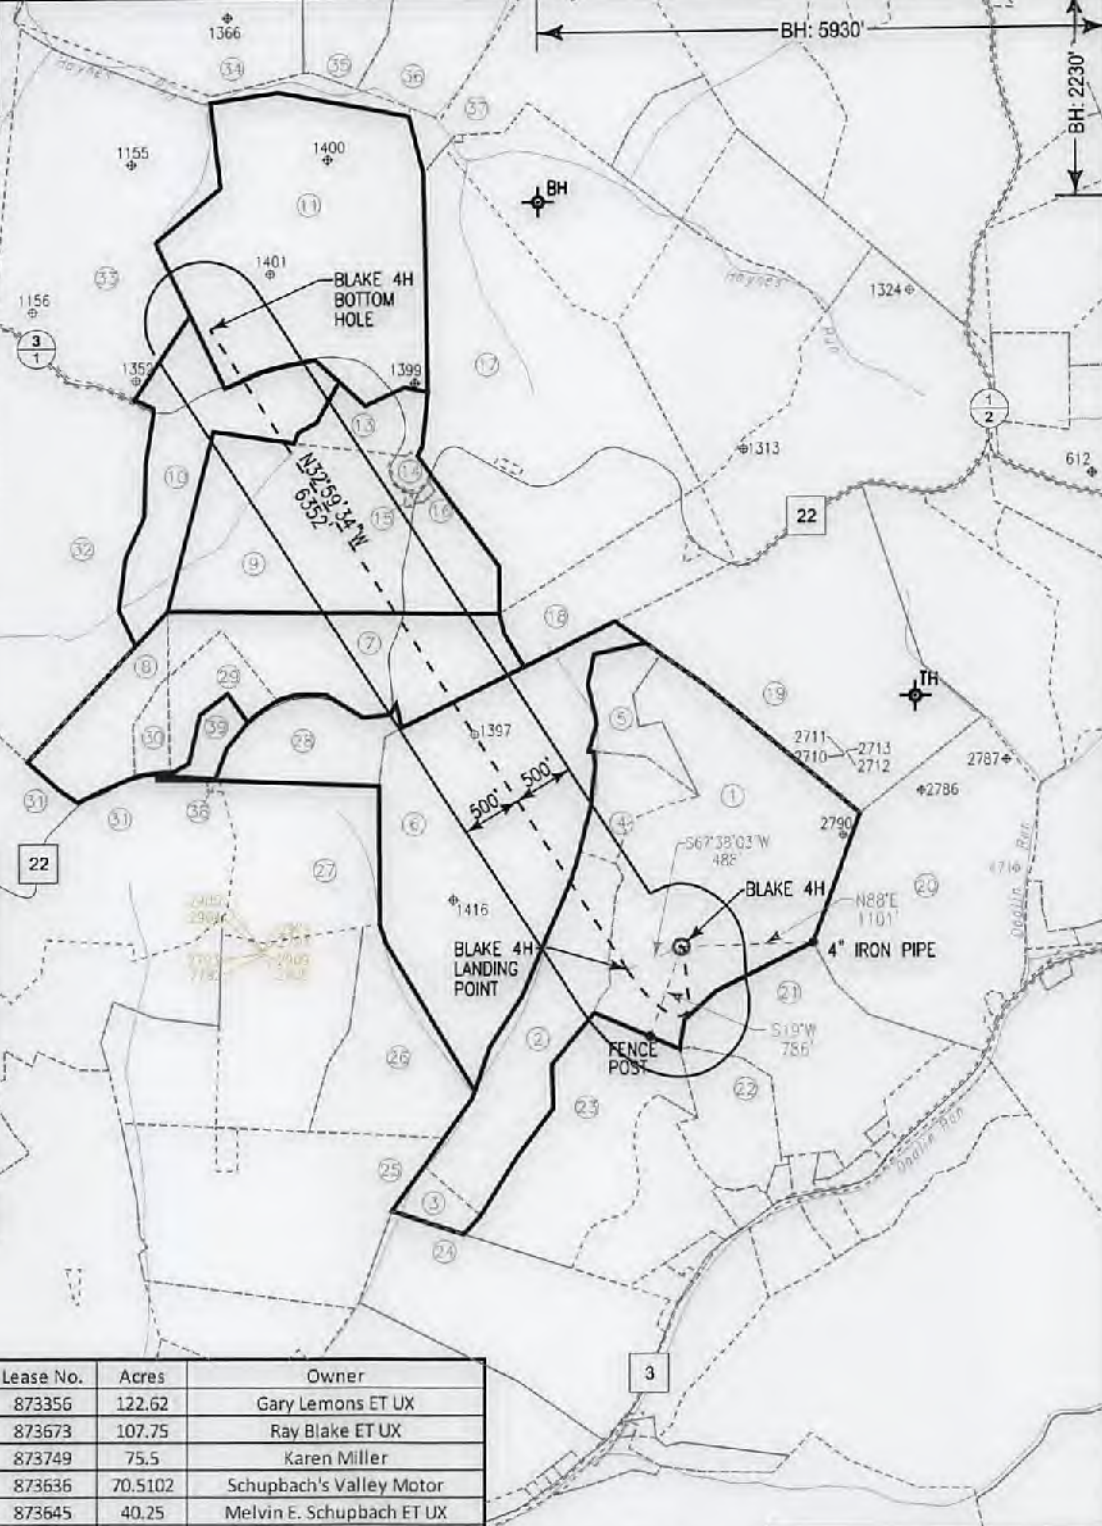 BH: 5930'
BH: 2230'
1366
34
35
36
37
1155
1400
11
BH
33
1401
BLAKE 4H
BOTTOM
HOLE
1156
3
1
1352
1399
17
Haynes
Run
1324
1
2
13
1313
612
10
14
15
16
22
N32°59'34"W
6352'
32
9
18
7
8
29
39
30
28
31
31
38
22
5
19
TH
1397
500'
500'
2711
2710
2713
2712
2787
2786
1
4
6
2790
S67°38'03"W
488'
BLAKE 4H
N88°E
1101'
20
471
Dodlin Run
27
1416
BLAKE 4H
LANDING
POINT
4" IRON PIPE
21
S19°W
786'
2
FENCE
POST
22
23
26
25
3
24
Dodlin Run
3
Lease No. Acres Owner
873356 122.62 Gary Lemons ET UX
873673 107.75 Ray Blake ET UX
873749 75.5 Karen Miller
873636 70.5102 Schupbach's Valley Motor
873645 40.25 Melvin E. Schupbach ET UX